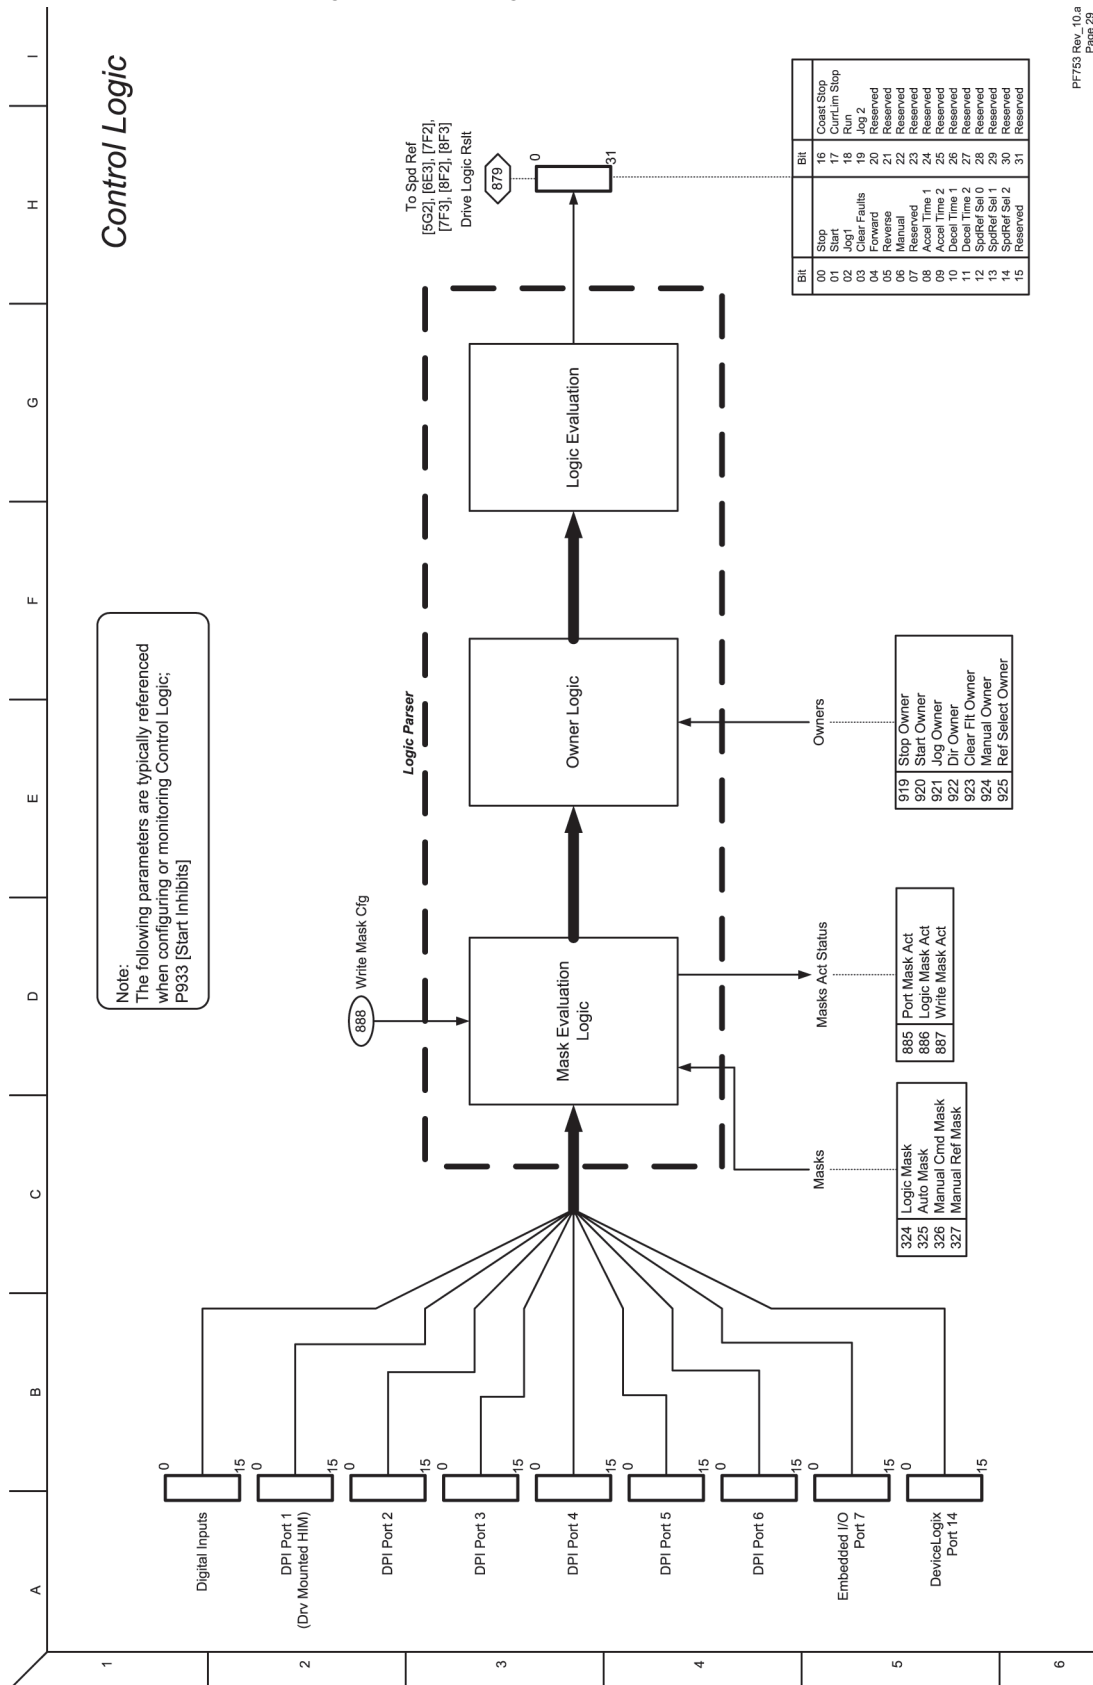 Control Logic
PF753 Rev_10.a
Page 29
A
B
C
D
E
F
G
H
I
1
2
3
4
5
6
Note:
The following parameters are typically referenced
when configuring or monitoring Control Logic;
P933 [Start Inhibits]
Digital Inputs
0
15
DPI Port 1
(Drv Mounted HIM)
0
15
DPI Port 2
0
15
DPI Port 3
0
15
DPI Port 4
0
15
DPI Port 5
0
15
DPI Port 6
0
15
Embedded I/O
Port 7
0
15
DeviceLogix
Port 14
0
15
888 Write Mask Cfg
Logic Parser
Mask Evaluation
Logic
Owner Logic
Logic Evaluation
To Spd Ref
[5G2], [6E3], [7F2],
[7F3], [8F2], [8F3]
Drive Logic Rslt
879
0
31
Masks
324 Logic Mask
325 Auto Mask
326 Manual Cmd Mask
327 Manual Ref Mask
Masks Act Status
885 Port Mask Act
886 Logic Mask Act
887 Write Mask Act
Owners
919 Stop Owner
920 Start Owner
921 Jog Owner
922 Dir Owner
923 Clear Flt Owner
924 Manual Owner
925 Ref Select Owner
Bit Bit
00 Stop 16 Coast Stop
01 Start 17 CurrLim Stop
02 Jog1 18 Run
03 Clear Faults 19 Jog 2
04 Forward 20 Reserved
05 Reverse 21 Reserved
06 Manual 22 Reserved
07 Reserved 23 Reserved
08 Accel Time 1 24 Reserved
09 Accel Time 2 25 Reserved
10 Decel Time 1 26 Reserved
11 Decel Time 2 27 Reserved
12 SpdRef Sel 0 28 Reserved
13 SpdRef Sel 1 29 Reserved
14 SpdRef Sel 2 30 Reserved
15 Reserved 31 Reserved